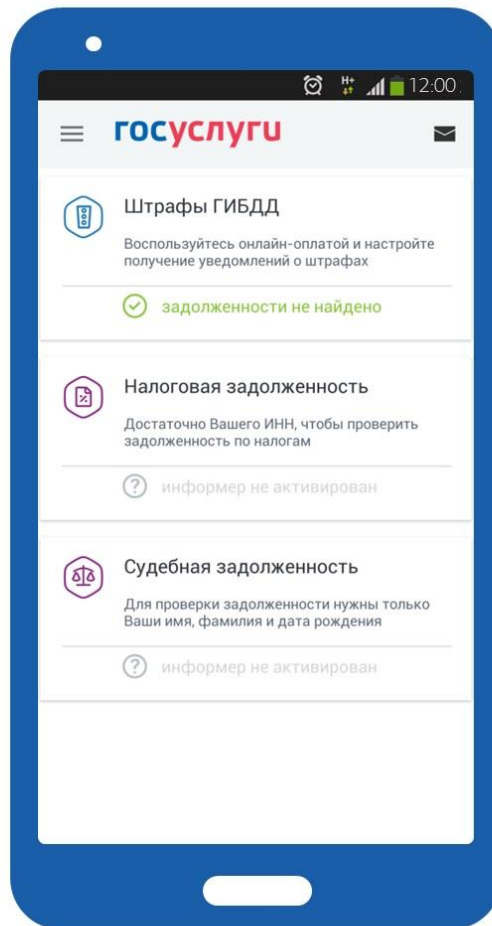 H+ 12:00
госуслуги
Штрафы ГИБДД
Воспользуйтесь онлайн-оплатой и настройте
получение уведомлений о штрафах
задолженности не найдено
Налоговая задолженность
Достаточно Вашего ИНН, чтобы проверить
задолженность по налогам
? информер не активирован
Судебная задолженность
Для проверки задолженности нужны только
Ваши имя, фамилия и дата рождения
? информер не активирован